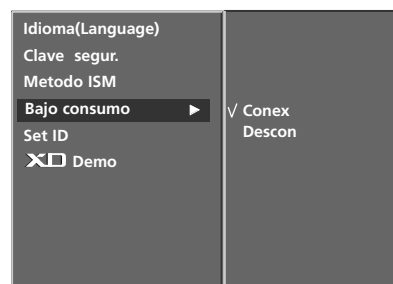 Idioma(Language)
Clave segur.
Metodo ISM
Bajo consumo ►
Set ID
XD Demo
√ Conex
Descon